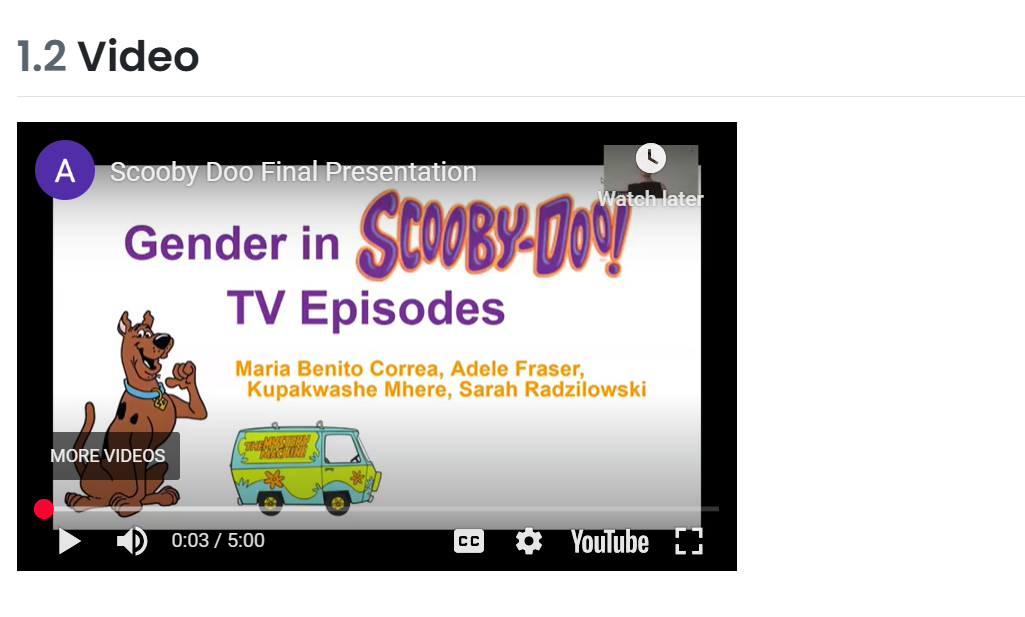 1.2 Video
A
Scooby Doo Final Presentation
Watch later
Gender in SCOOBY-DOO!
TV Episodes
Maria Benito Correa, Adele Fraser,
Kupakwashe Mhere, Sarah Radzilowski
THE MYSTERY
MACHINE
MORE VIDEOS
0:03 / 5:00
CC
YouTube